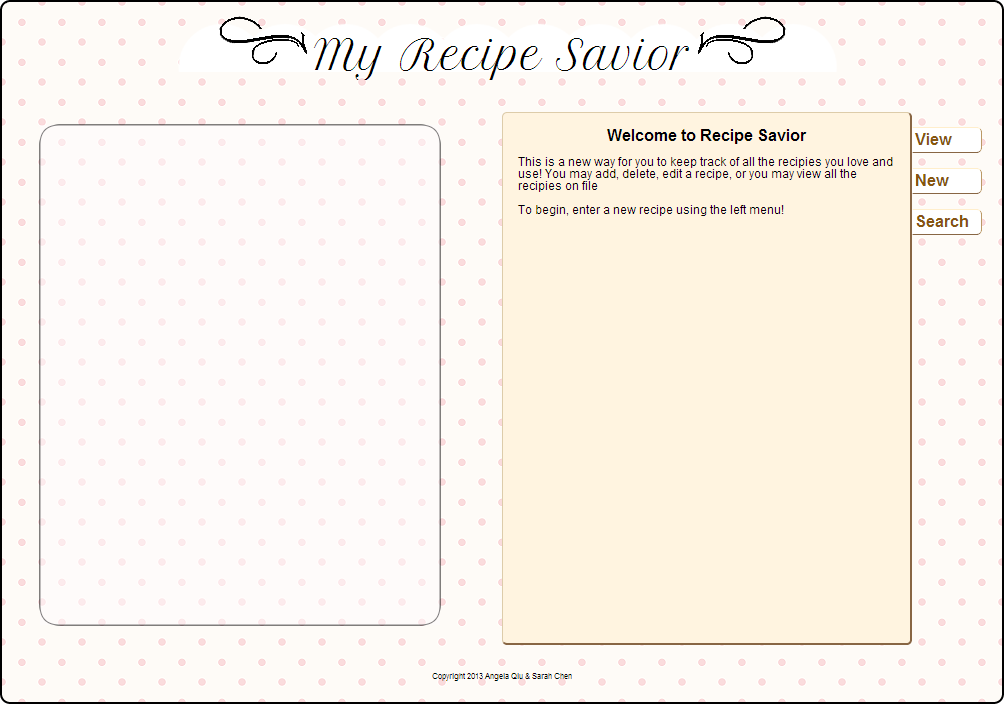 My Recipe Savior
Welcome to Recipe Savior
This is a new way for you to keep track of all the recipies you love and
use! You may add, delete, edit a recipe, or you may view all the
recipies on file
To begin, enter a new recipe using the left menu!
View
New
Search
Copyright 2013 Angela Qiu & Sarah Chen